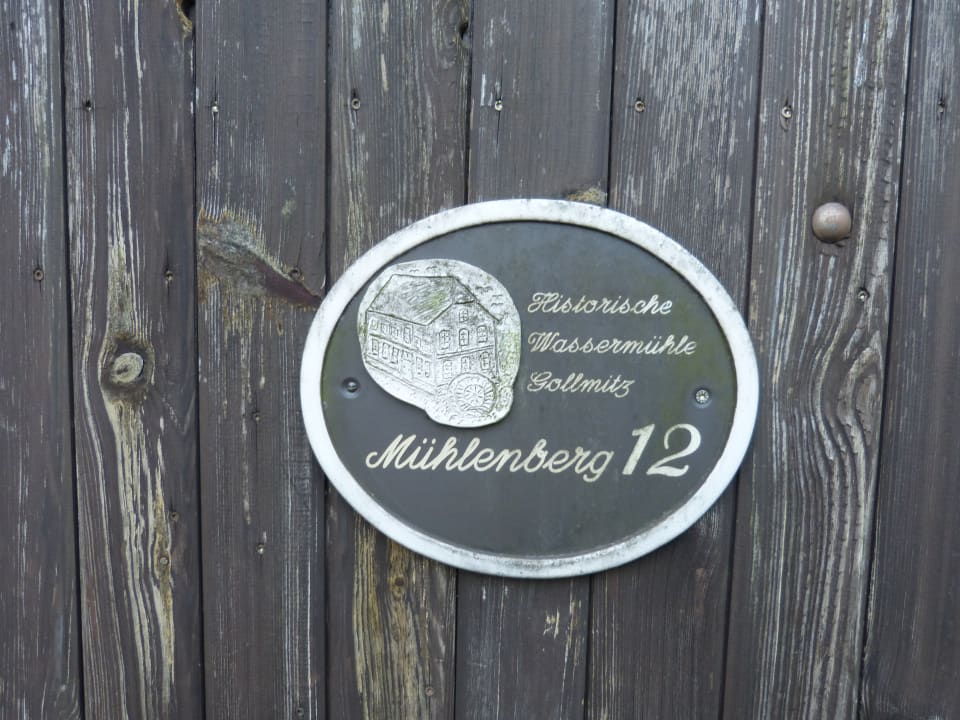 Historische
Wassermühle
Gollmitz
Mühlenberg 12